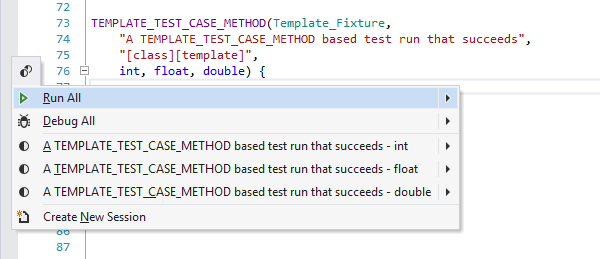 72
73 TEMPLATE_TEST_CASE_METHOD(Template_Fixture,
74 "A TEMPLATE_TEST_CASE_METHOD based test run that succeeds",
75 "[class][template]",
76 int, float, double) {
Run All
Debug All
A TEMPLATE_TEST_CASE_METHOD based test run that succeeds - int
A TEMPLATE_TEST_CASE_METHOD based test run that succeeds - float
A TEMPLATE_TEST_CASE_METHOD based test run that succeeds - double
Create New Session
86
87